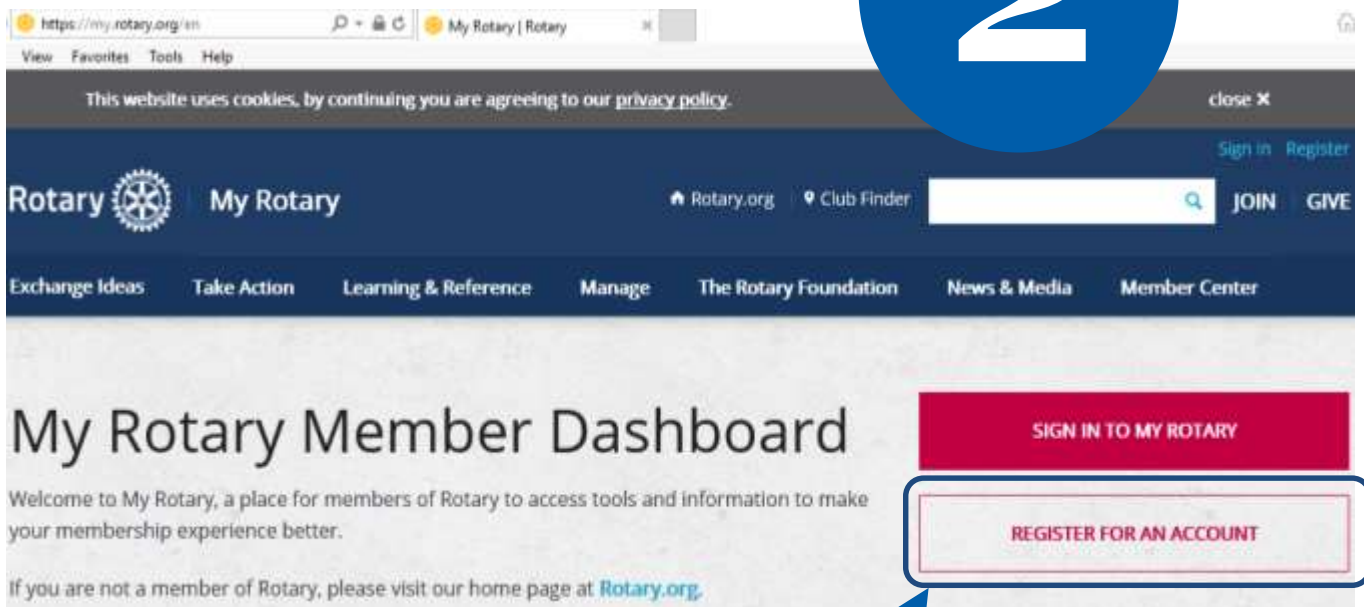 2
https://my.rotary.org/en
My Rotary | Rotary
View Favorites Tools Help
This website uses cookies, by continuing you are agreeing to our privacy policy.
close X
Sign in Register
Rotary
My Rotary
Rotary.org
Club Finder
JOIN
GIVE
Exchange Ideas
Take Action
Learning & Reference
Manage
The Rotary Foundation
News & Media
Member Center
My Rotary Member Dashboard
SIGN IN TO MY ROTARY
Welcome to My Rotary, a place for members of Rotary to access tools and information to make
your membership experience better.
REGISTER FOR AN ACCOUNT
If you are not a member of Rotary, please visit our home page at Rotary.org.